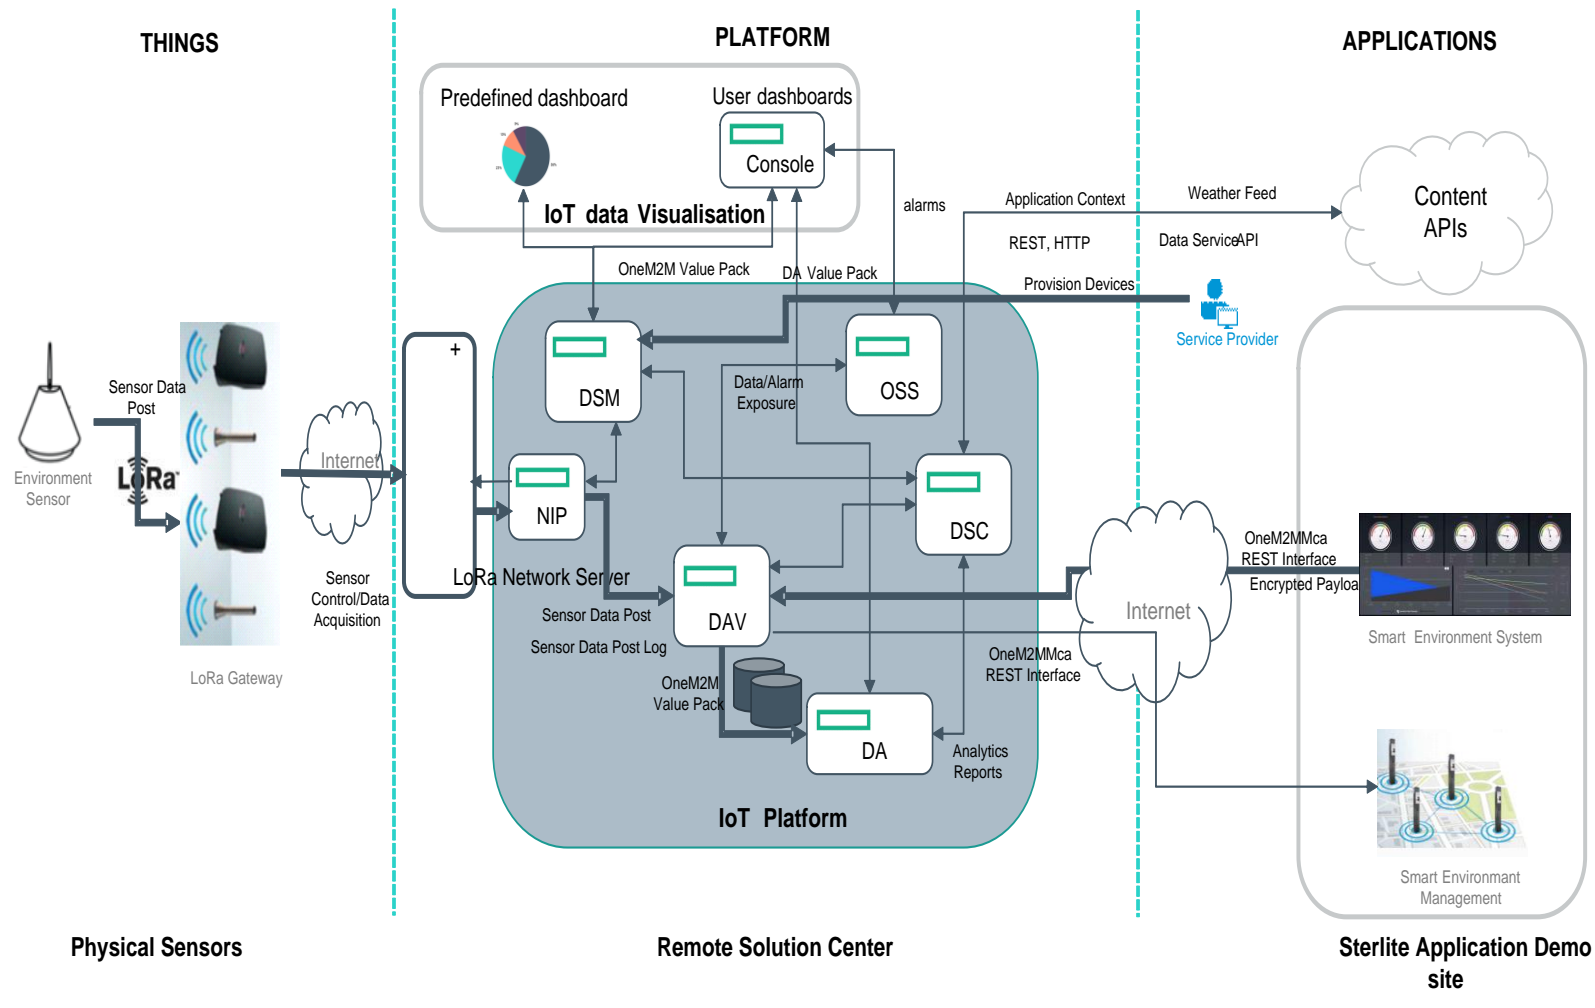 THINGS
PLATFORM
APPLICATIONS
Predefined dashboard
User dashboards
Console
IoT data Visualisation
alarms
Application Context
Weather Feed
REST, HTTP
Data ServiceAPI
Content
APIs
OneM2M Value Pack
DA Value Pack
Provision Devices
Service Provider
+
DSM
OSS
Data/Alarm
Exposure
Sensor Data
Post
Environment
Sensor
LoRa
Internet
NIP
DSC
LoRa Network Server
Sensor
Control/Data
Acquisition
Sensor Data Post
DAV
Sensor Data Post Log
OneM2M
Value Pack
LoRa Gateway
OneM2MMca
REST Interface
Encrypted Payloa
Internet
OneM2MMca
REST Interface
Smart Environment System
DA
Analytics
Reports
IoT Platform
Smart Environmant
Management
Physical Sensors
Remote Solution Center
Sterlite Application Demo
site